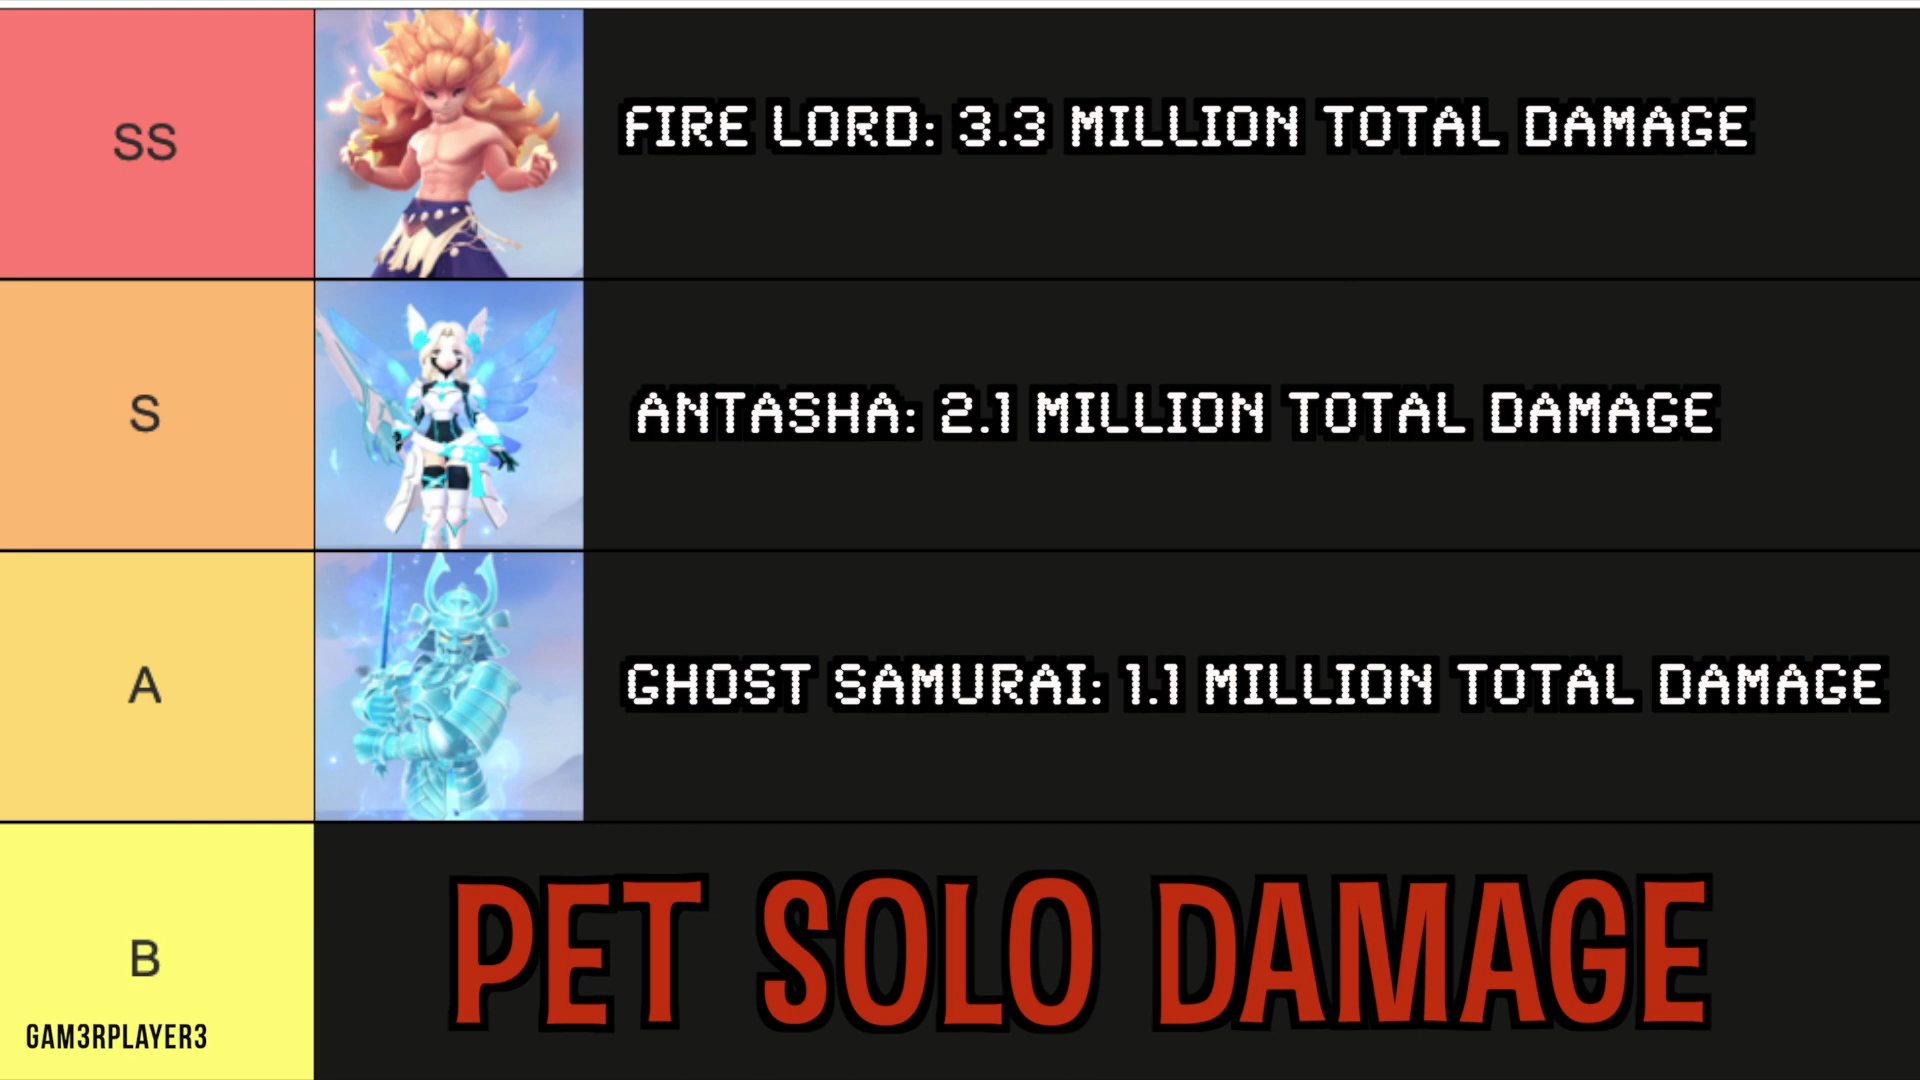 SS
FIRE LORD: 3.3 MILLION TOTAL DAMAGE
S
ANTASHA: 2.1 MILLION TOTAL DAMAGE
A
GHOST SAMURAI: 1.1 MILLION TOTAL DAMAGE
B
PET SOLO DAMAGE
GAM3RPLAYER3